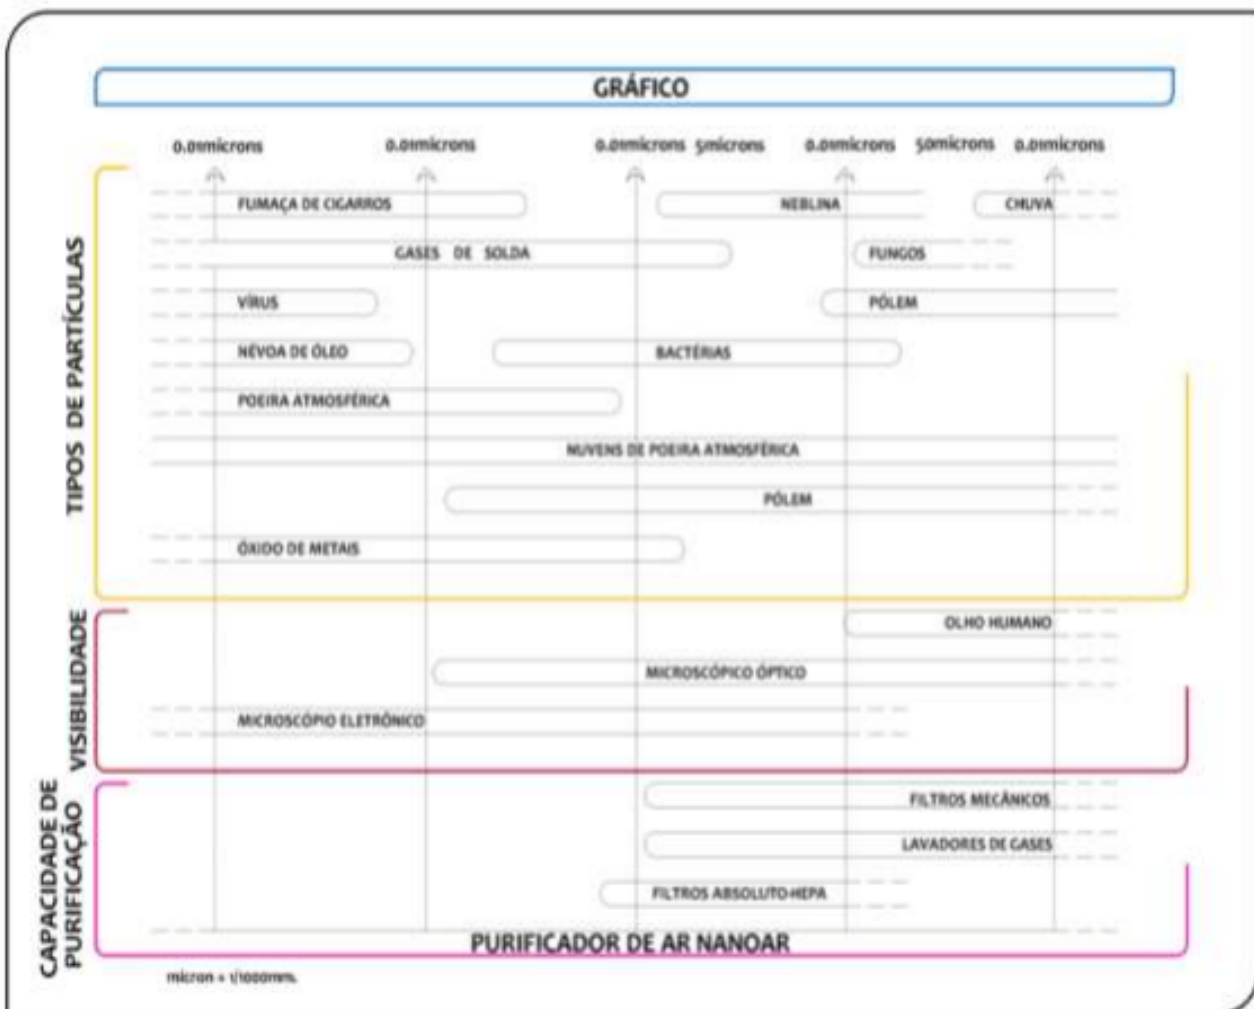 GRÁFICO
0.01microns 0.01microns 0.01microns 5microns 0.01microns 50microns 0.01microns
TIPOS DE PARTÍCULAS
FUMAÇA DE CIGARROS NEBLINA CHUVA
GASES DE SOLDA FUNGOS
VÍRUS PÓLEM
NÉVOA DE ÓLEO BACTÉRIAS
POEIRA ATMOSFÉRICA
NUVENS DE POEIRA ATMOSFÉRICA
PÓLEM
ÓXIDO DE METAIS
VISIBILIDADE
OLHO HUMANO
MICROSCÓPICO ÓPTICO
MICROSCÓPIO ELETRÔNICO
CAPACIDADE DE
PURIFICAÇÃO
FILTROS MECÂNICOS
LAVADORES DE GASES
FILTROS ABSOLUTO-HEPA
PURIFICADOR DE AR NANOAR
micron = 1/1000mm.